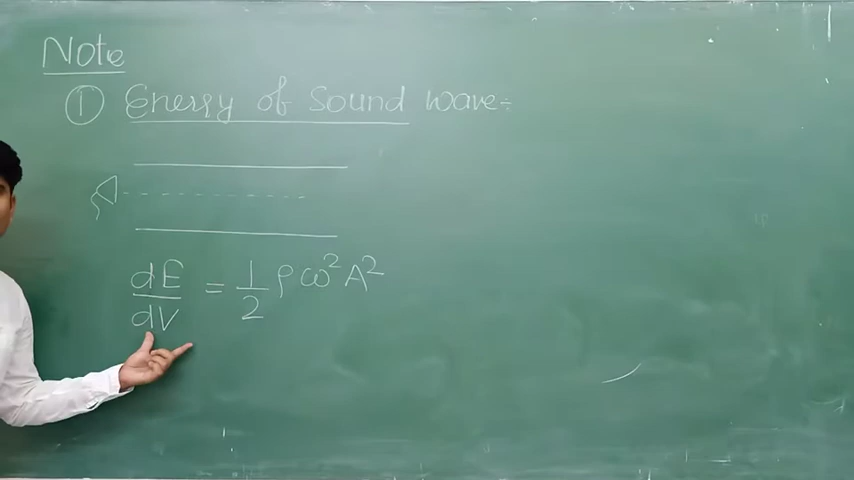 Note
① Energy of Sound wave:-
dE/dV = 1/2 ρω²A²